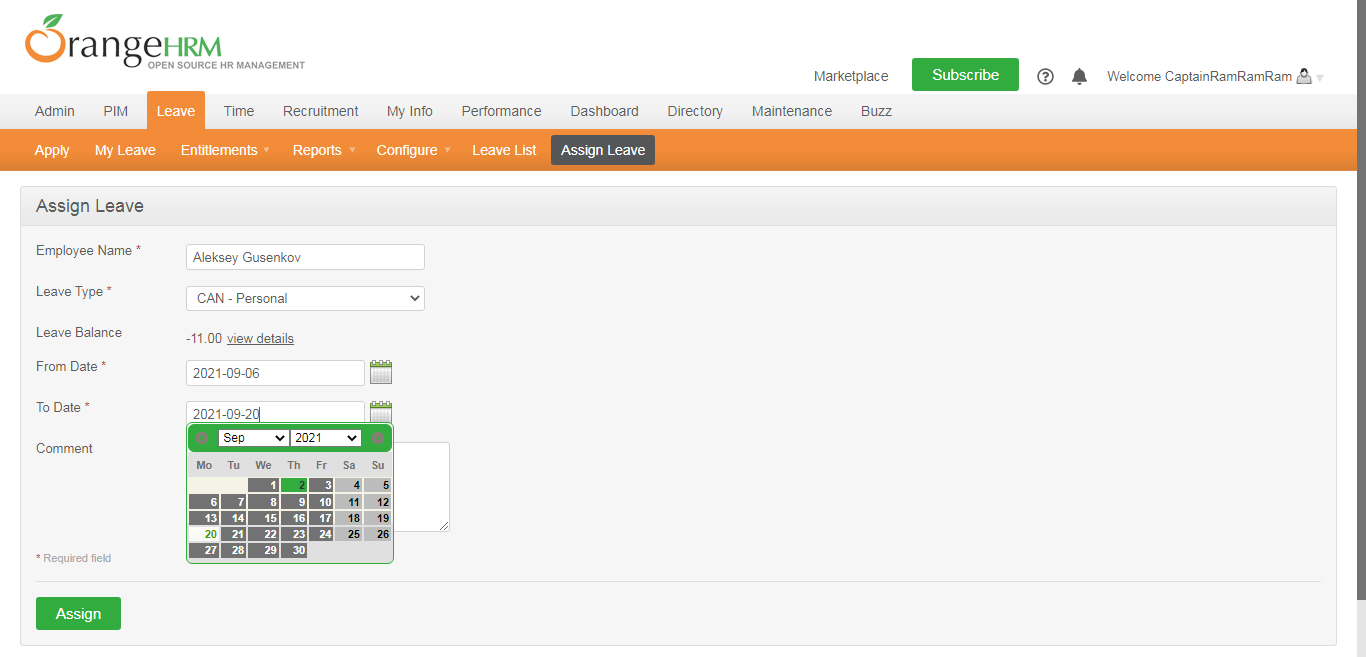 OrangeHRM
OPEN SOURCE HR MANAGEMENT
Marketplace Subscribe ? Welcome CaptainRamRamRam
Admin PIM Leave Time Recruitment My Info Performance Dashboard Directory Maintenance Buzz
Apply My Leave Entitlements Reports Configure Leave List Assign Leave
Assign Leave
Employee Name * Aleksey Gusenkov
Leave Type * CAN - Personal
Leave Balance -11.00 view details
From Date * 2021-09-06
To Date * 2021-09-20
Comment
Sep 2021
Mo Tu We Th Fr Sa Su
1 2 3 4 5
6 7 8 9 10 11 12
13 14 15 16 17 18 19
20 21 22 23 24 25 26
27 28 29 30
* Required field
Assign